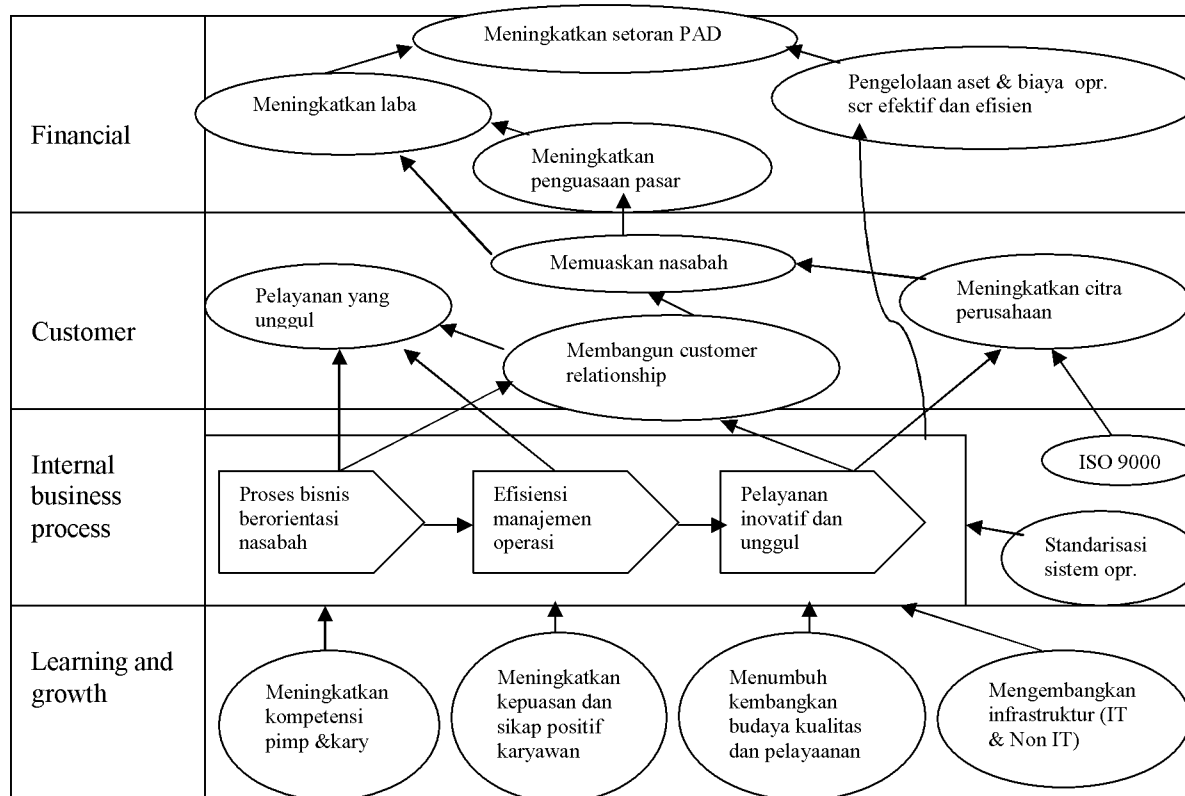 Meningkatkan setoran PAD
Pengelolaan aset & biaya opr.
scr efektif dan efisien
Meningkatkan laba
Financial
Meningkatkan
penguasaan pasar
Memuaskan nasabah
Pelayanan yang
unggul
Meningkatkan citra
perusahaan
Customer
Membangun customer
relationship
Internal
business
process
ISO 9000
Proses bisnis
berorientasi
nasabah
Efisiensi
manajemen
operasi
Pelayanan
inovatif dan
unggul
Standarisasi
sistem opr.
Learning and
growth
Meningkatkan
kompetensi
pimp &kary
Meningkatkan
kepuasan dan
sikap positif
karyawan
Menumbuh
kembangkan
budaya kualitas
dan pelayaanan
Mengembangkan
infrastruktur (IT
& Non IT)